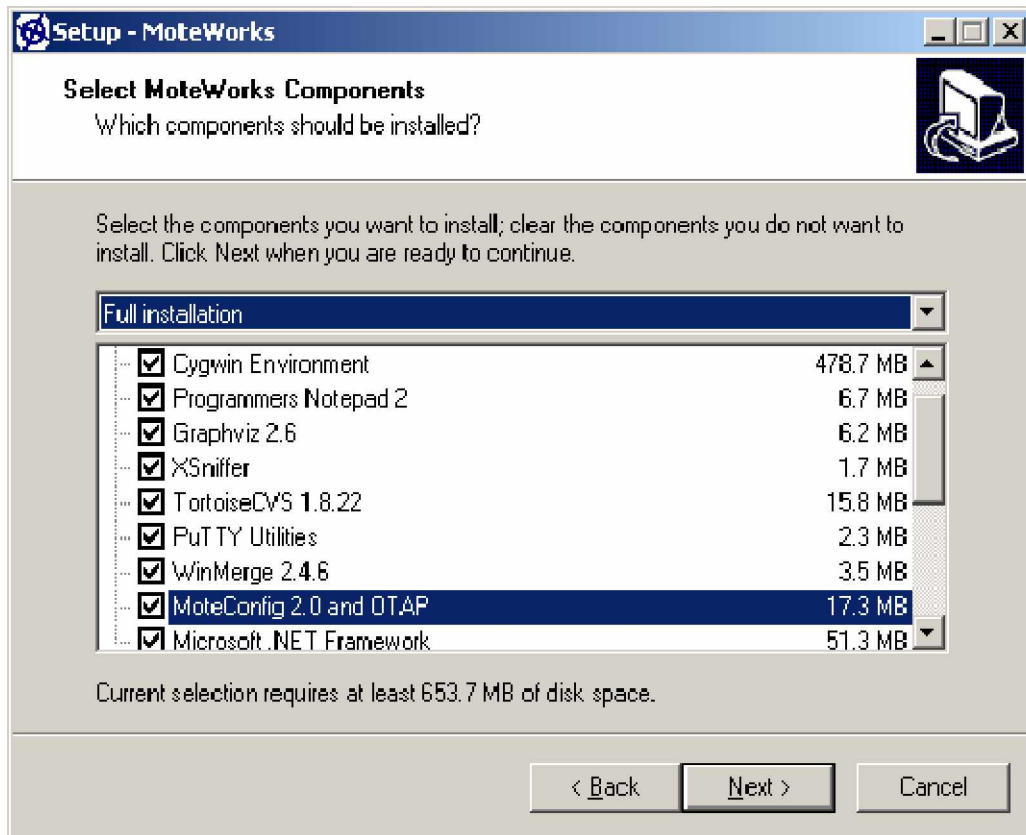 Setup - MoteWorks
Select MoteWorks Components
Which components should be installed?
Select the components you want to install; clear the components you do not want to
install. Click Next when you are ready to continue.
Full installation
Cygwin Environment 478.7 MB
Programmers Notepad 2 6.7 MB
Graphviz 2.6 6.2 MB
XSniffer 1.7 MB
TortoiseCVS 1.8.22 15.8 MB
PuTTY Utilities 2.3 MB
WinMerge 2.4.6 3.5 MB
MoteConfig 2.0 and OTAP 17.3 MB
Microsoft .NET Framework 51.3 MB
Current selection requires at least 653.7 MB of disk space.
< Back Next > Cancel